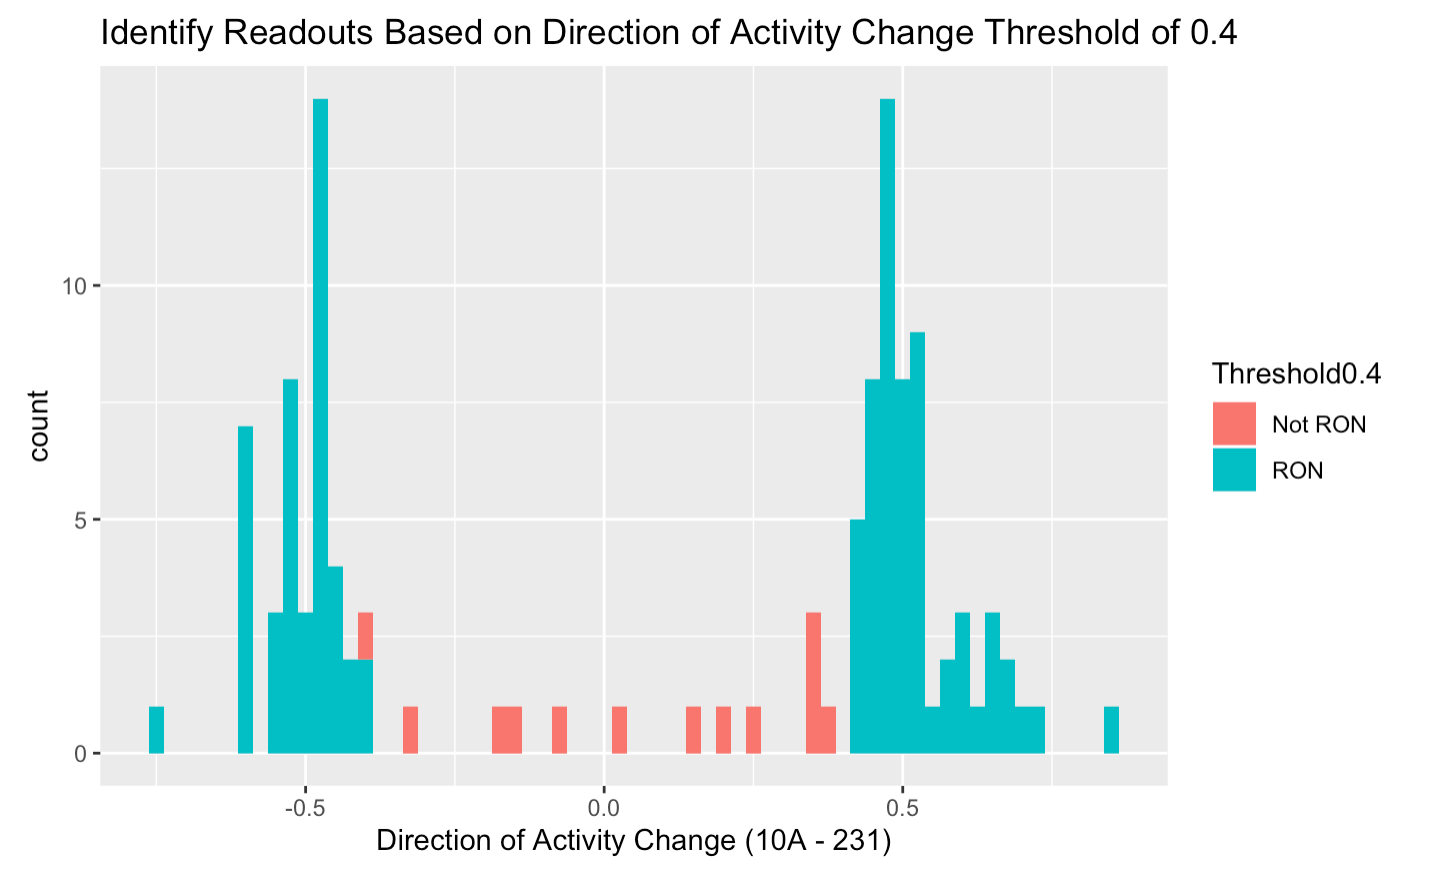 Identify Readouts Based on Direction of Activity Change Threshold of 0.4
count
10
5
0
-0.5
0.0
0.5
Direction of Activity Change (10A - 231)
Threshold0.4
Not RON
RON